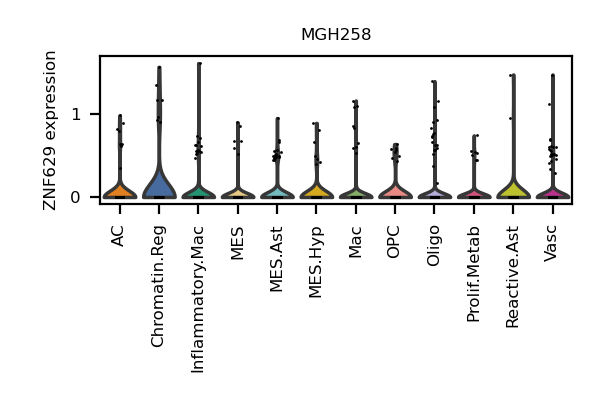 MGH258
ZNF629 expression
1
0
AC
Chromatin.Reg
Inflammatory.Mac
MES
MES.Ast
MES.Hyp
Mac
OPC
Oligo
Prolif.Metab
Reactive.Ast
Vasc